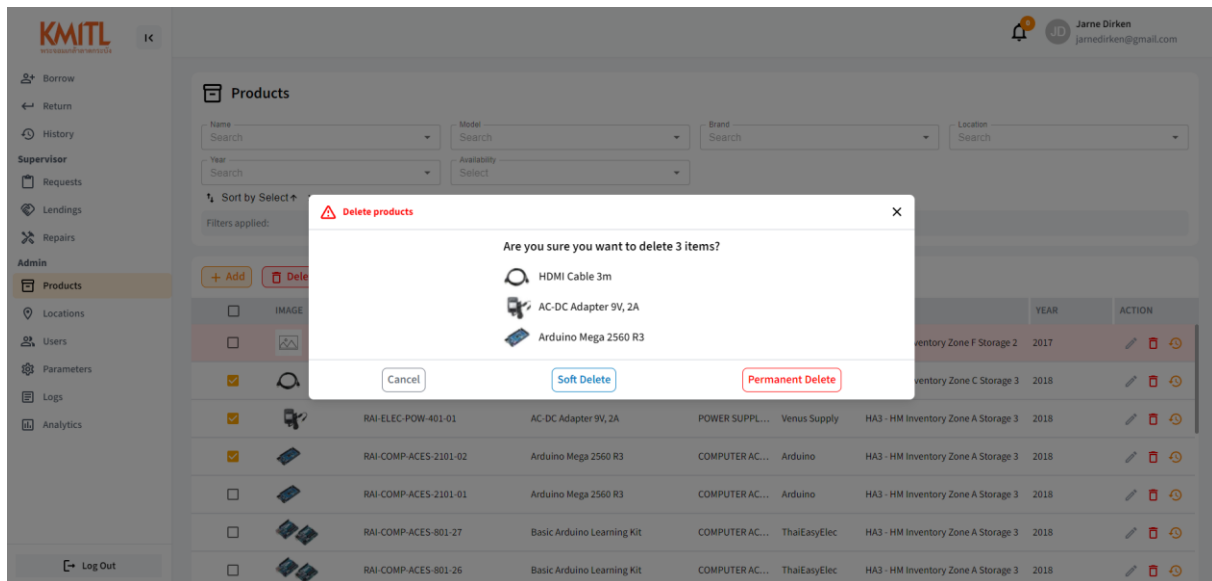 KMITL
Jarne Dirken
JD
jarnedirken@gmail.com
0
Borrow
Return
History
Supervisor
Requests
Lendings
Repairs
Admin
Products
Locations
Users
Parameters
Logs
Analytics
Log Out
Products
Name
Search
Model
Search
Brand
Search
Location
Search
Year
Search
Availability
Select
Sort by Select
Filters applied:
Delete products
Are you sure you want to delete 3 items?
HDMI Cable 3m
AC-DC Adapter 9V, 2A
Arduino Mega 2560 R3
Cancel Soft Delete Permanent Delete
+ Add
IMAGE YEAR ACTION
Zone F Storage 2 2017
Zone C Storage 3 2018
RAI-ELEC-POW-401-01 AC-DC Adapter 9V, 2A POWER SUPPL... Venus Supply HA3 - HM Inventory Zone A Storage 3 2018
RAI-COMP-ACES-2101-02 Arduino Mega 2560 R3 COMPUTER AC... Arduino HA3 - HM Inventory Zone A Storage 3 2018
RAI-COMP-ACES-2101-01 Arduino Mega 2560 R3 COMPUTER AC... Arduino HA3 - HM Inventory Zone A Storage 3 2018
RAI-COMP-ACES-801-27 Basic Arduino Learning Kit COMPUTER AC... ThaiEasyElec HA3 - HM Inventory Zone A Storage 3 2018
RAI-COMP-ACES-801-26 Basic Arduino Learning Kit COMPUTER AC... ThaiEasyElec HA3 - HM Inventory Zone A Storage 3 2018